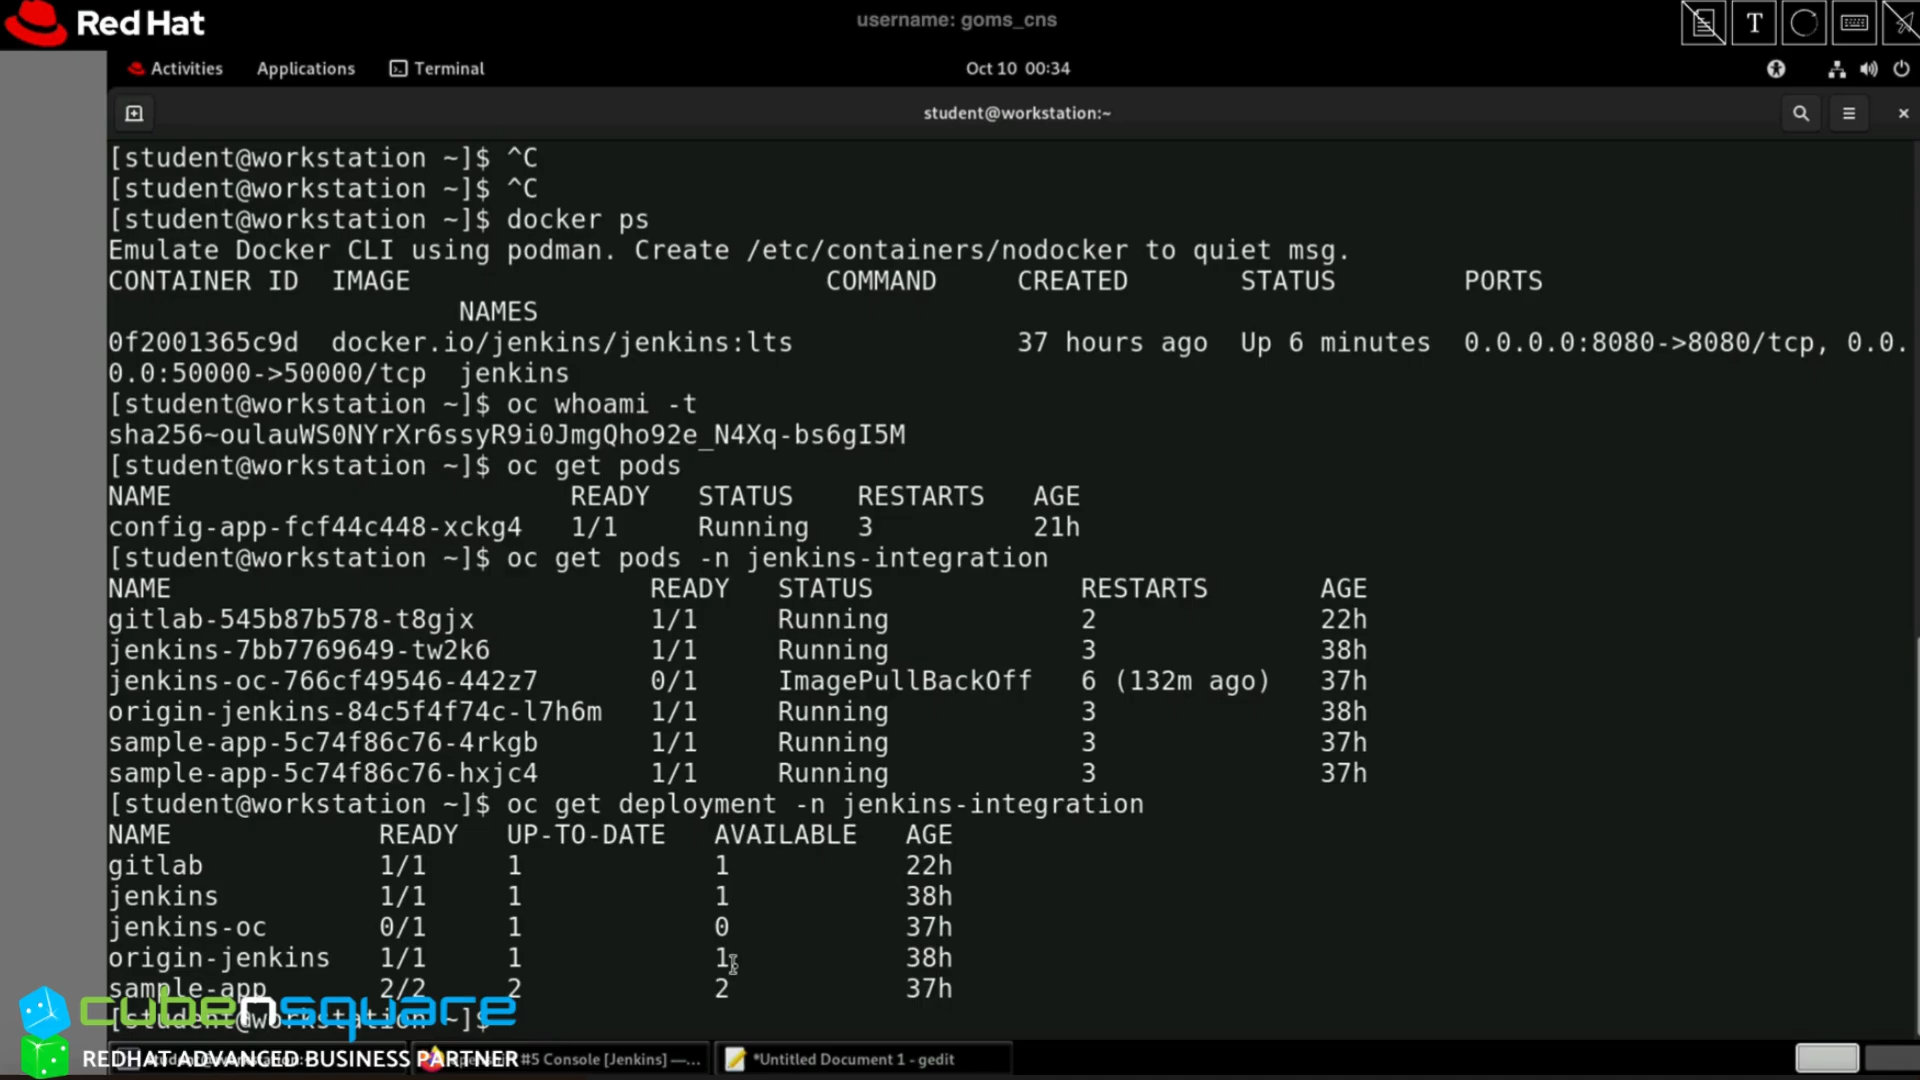 Red Hat
username: goms_cns
T
Activities Applications Terminal Oct 10 00:34
student@workstation:~
[student@workstation ~]$ ^C
[student@workstation ~]$ ^C
[student@workstation ~]$ docker ps
Emulate Docker CLI using podman. Create /etc/containers/nodocker to quiet msg.
CONTAINER ID IMAGE COMMAND CREATED STATUS PORTS
NAMES
0f2001365c9d docker.io/jenkins/jenkins:lts 37 hours ago Up 6 minutes 0.0.0.0:8080->8080/tcp, 0.0.
0.0:50000->50000/tcp jenkins
[student@workstation ~]$ oc whoami -t
sha256~oulauWS0NYrXr6ssyR9i0JmgQho92e_N4Xq-bs6gI5M
[student@workstation ~]$ oc get pods
NAME READY STATUS RESTARTS AGE
config-app-fcf44c448-xckg4 1/1 Running 3 21h
[student@workstation ~]$ oc get pods -n jenkins-integration
NAME READY STATUS RESTARTS AGE
gitlab-545b87b578-t8gjx 1/1 Running 2 22h
jenkins-7bb7769649-tw2k6 1/1 Running 3 38h
jenkins-oc-766cf49546-442z7 0/1 ImagePullBackOff 6 (132m ago) 37h
origin-jenkins-84c5f4f74c-l7h6m 1/1 Running 3 38h
sample-app-5c74f86c76-4rkgb 1/1 Running 3 37h
sample-app-5c74f86c76-hxjc4 1/1 Running 3 37h
[student@workstation ~]$ oc get deployment -n jenkins-integration
NAME READY UP-TO-DATE AVAILABLE AGE
gitlab 1/1 1 1 22h
jenkins 1/1 1 1 38h
jenkins-oc 0/1 1 0 37h
origin-jenkins 1/1 1 1 38h
sample-app 2/2 2 2 37h
[student@workstation ~]$
cubensquare
REDHAT ADVANCED BUSINESS PARTNER
#5 Console [Jenkins] —... *Untitled Document 1 - gedit